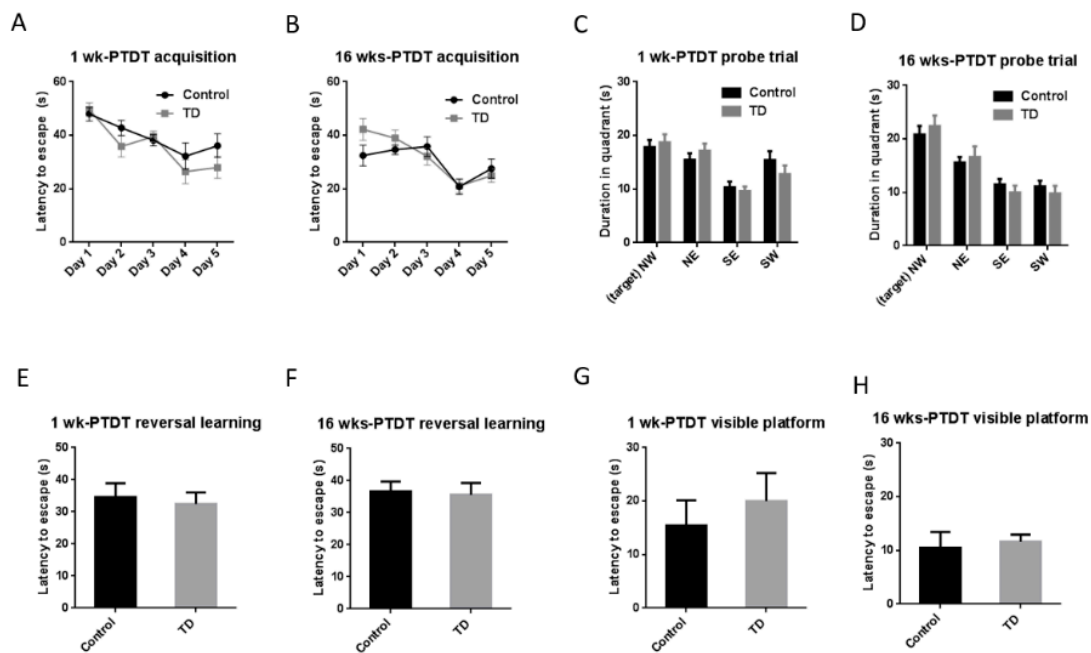 A
1 wk-PTDT acquisition
Latency to escape (s)
60
40
20
0
Control
TD
Day 1
Day 2
Day 3
Day 4
Day 5
B
16 wks-PTDT acquisition
Latency to escape (s)
60
40
20
0
Control
TD
Day 1
Day 2
Day 3
Day 4
Day 5
C
1 wk-PTDT probe trial
Duration in quadrant (s)
30
20
10
0
Control
TD
(target) NW
NE
SE
SW
D
16 wks-PTDT probe trial
Duration in quadrant (s)
30
20
10
0
Control
TD
(target) NW
NE
SE
SW
E
1 wk-PTDT reversal learning
Latency to escape (s)
50
40
30
20
10
0
Control
TD
F
16 wks-PTDT reversal learning
Latency to escape (s)
50
40
30
20
10
0
Control
TD
G
1 wk-PTDT visible platform
Latency to escape (s)
30
20
10
0
Control
TD
H
16 wks-PTDT visible platform
Latency to escape (s)
30
20
10
0
Control
TD